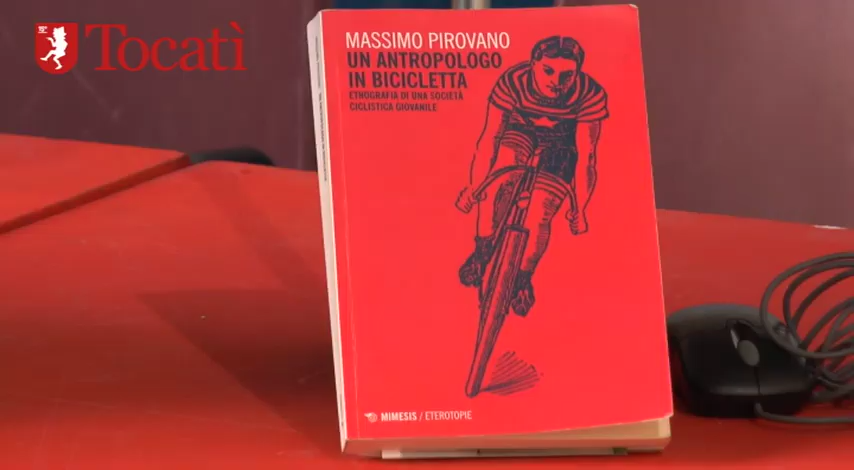 Tocatì
MASSIMO PIROVANO
UN ANTROPOLOGO
IN BICICLETTA
ETNOGRAFIA DI UNA SOCIETÀ
CICLISTICA GIOVANILE
MIMESIS / ETEROTOPIE